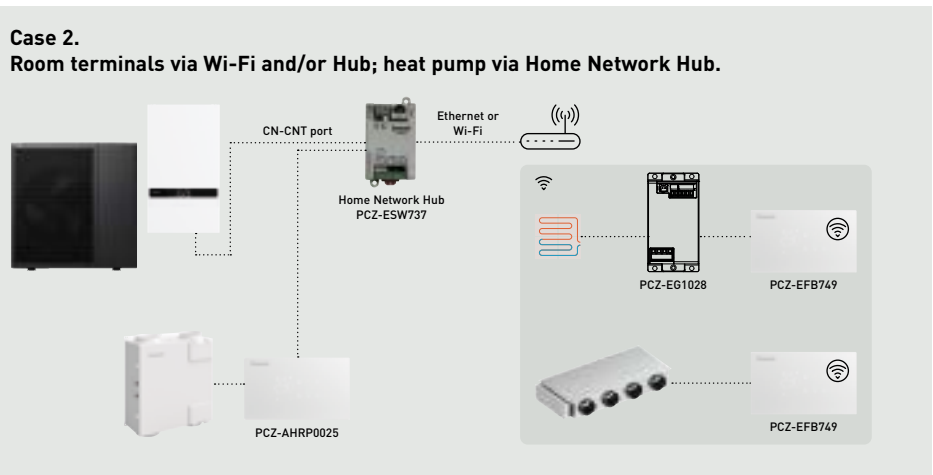 Case 2.
Room terminals via Wi-Fi and/or Hub; heat pump via Home Network Hub.
CN-CNT port
Ethernet or
Wi-Fi
Home Network Hub
PCZ-ESW737
PCZ-EG1028
PCZ-EFB749
PCZ-AHRP0025
PCZ-EFB749